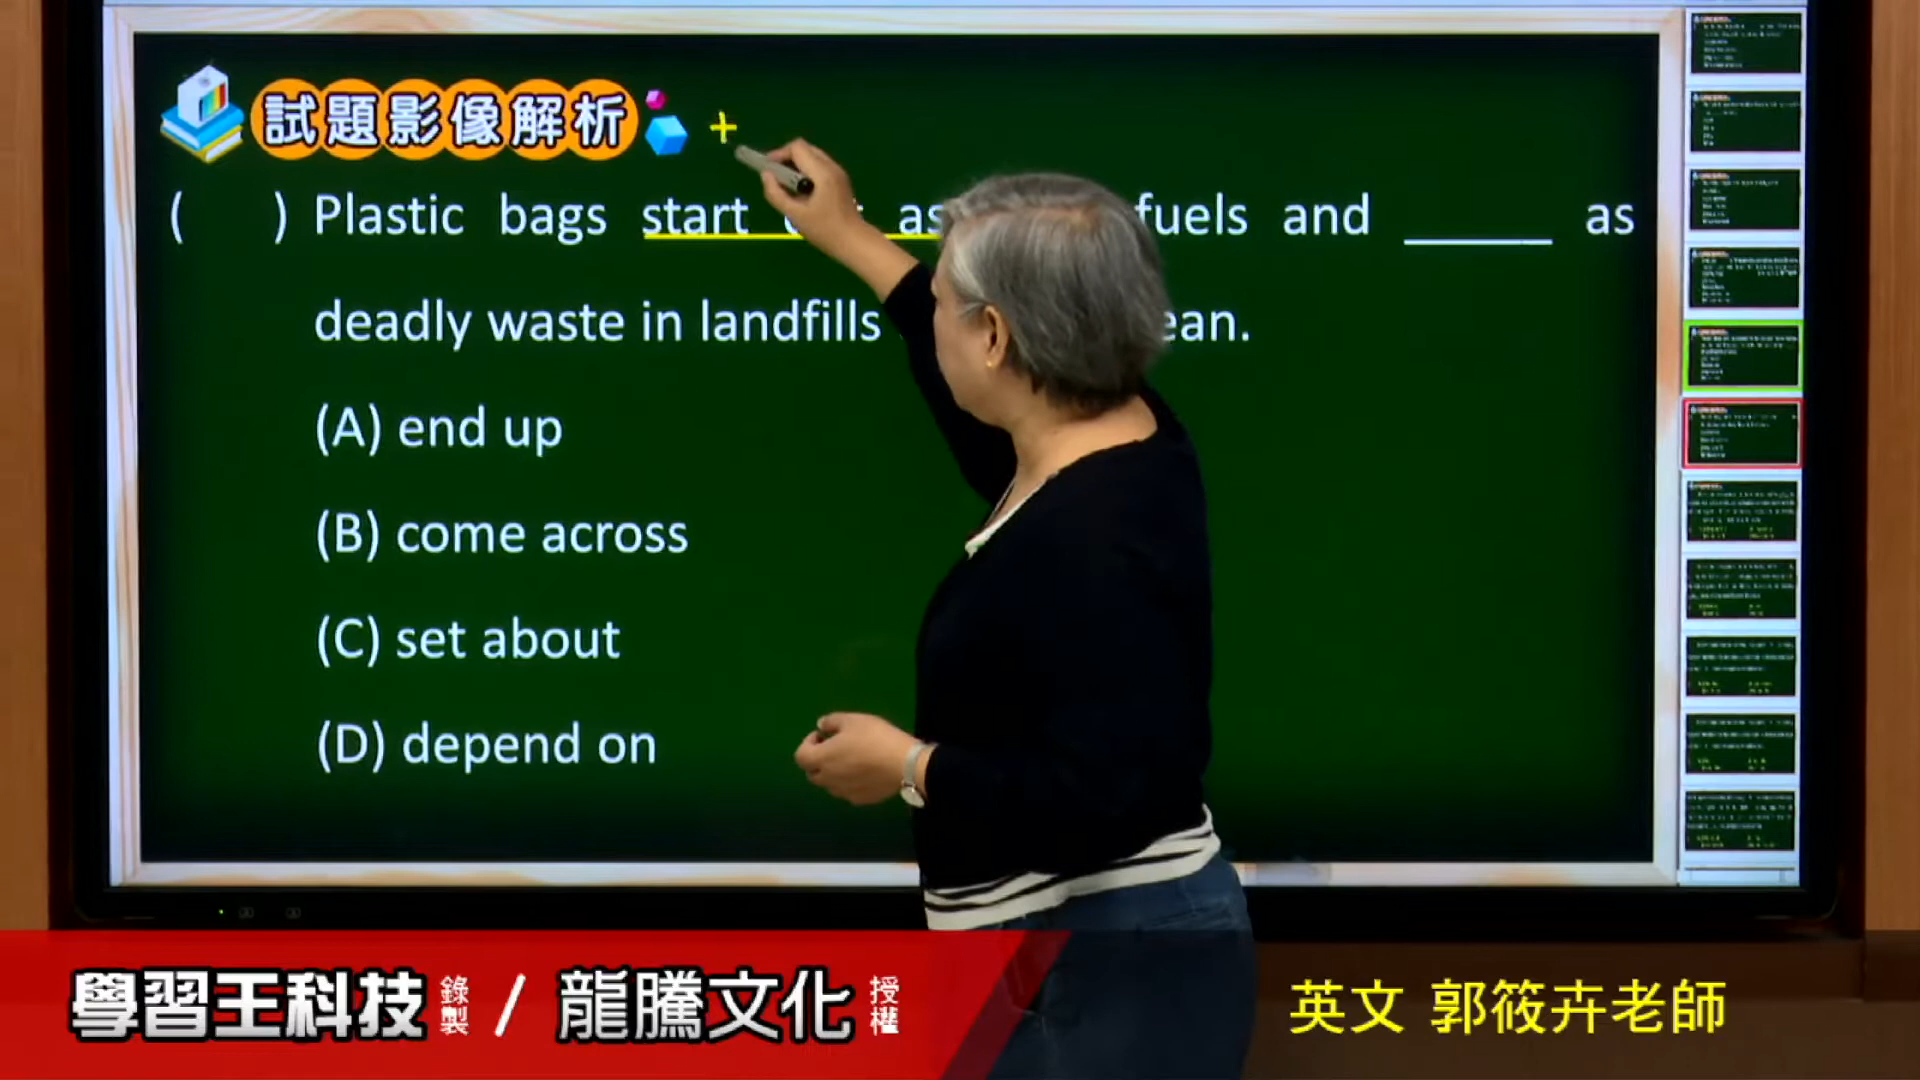 試題影像解析
+
( ) Plastic bags start as fuels and ______ as
deadly waste in landfills
(A) end up
(B) come across
(C) set about
(D) depend on
學習王科技 錄製 / 龍騰文化 授權
英文 郭筱卉老師